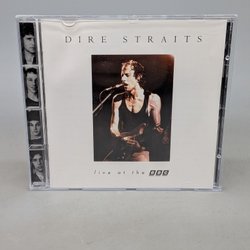 DIRE STRAITS
live at the BBC